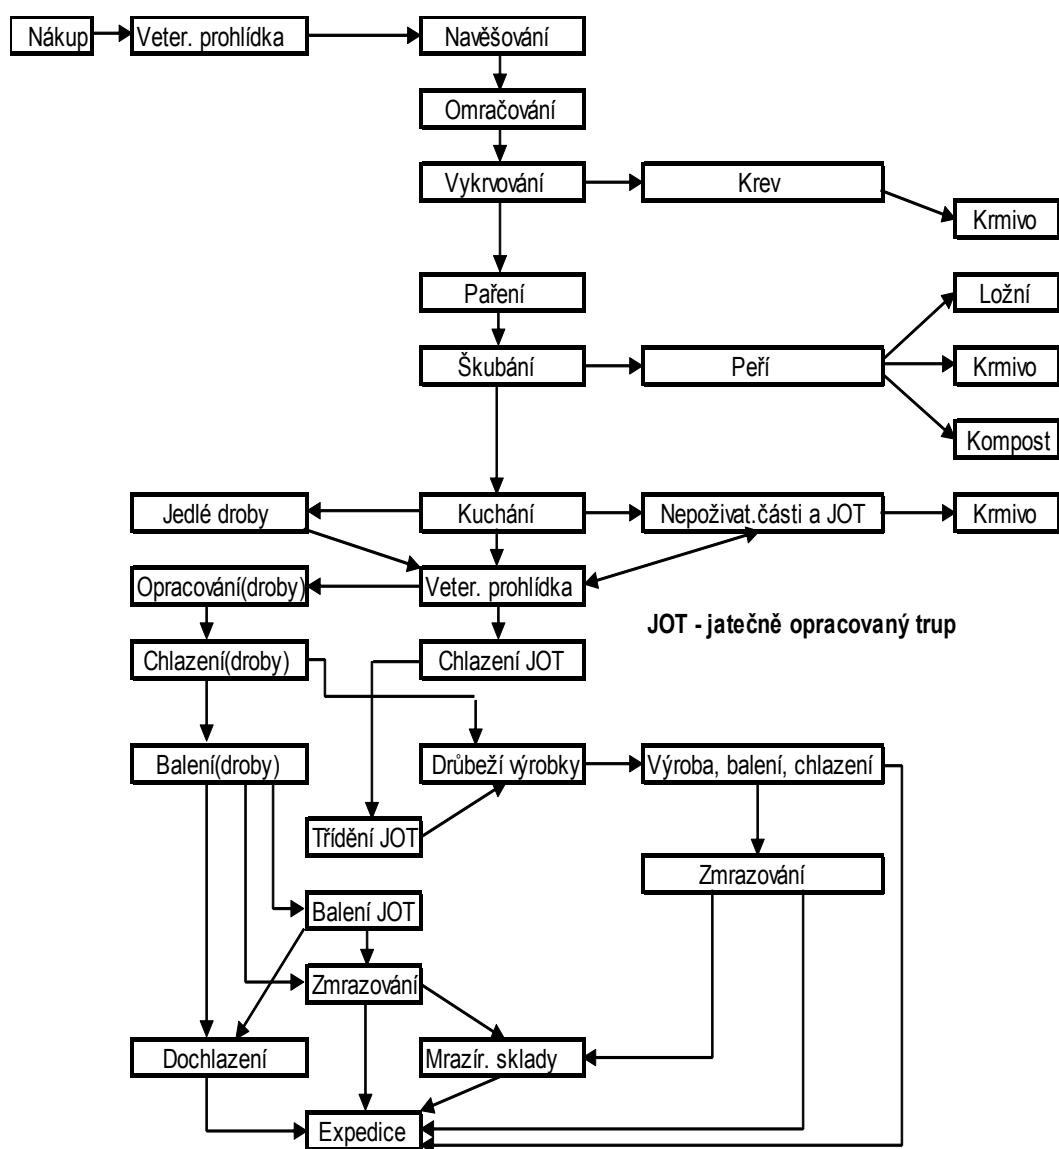 Nákup
Veter. prohlídka
Navěšování
Omračování
Vykrvování
Krev
Krmivo
Paření
Ložní
Škubání
Peří
Krmivo
Kompost
Jedlé droby
Kuchání
Nepoživat.části a JOT
Krmivo
Opracování(droby)
Veter. prohlídka
JOT - jatečně opracovaný trup
Chlazení(droby)
Chlazení JOT
Balení(droby)
Drůbeží výrobky
Výroba, balení, chlazení
Třídění JOT
Zmrazování
Balení JOT
Zmrazování
Dochlazení
Mrazír. sklady
Expedice